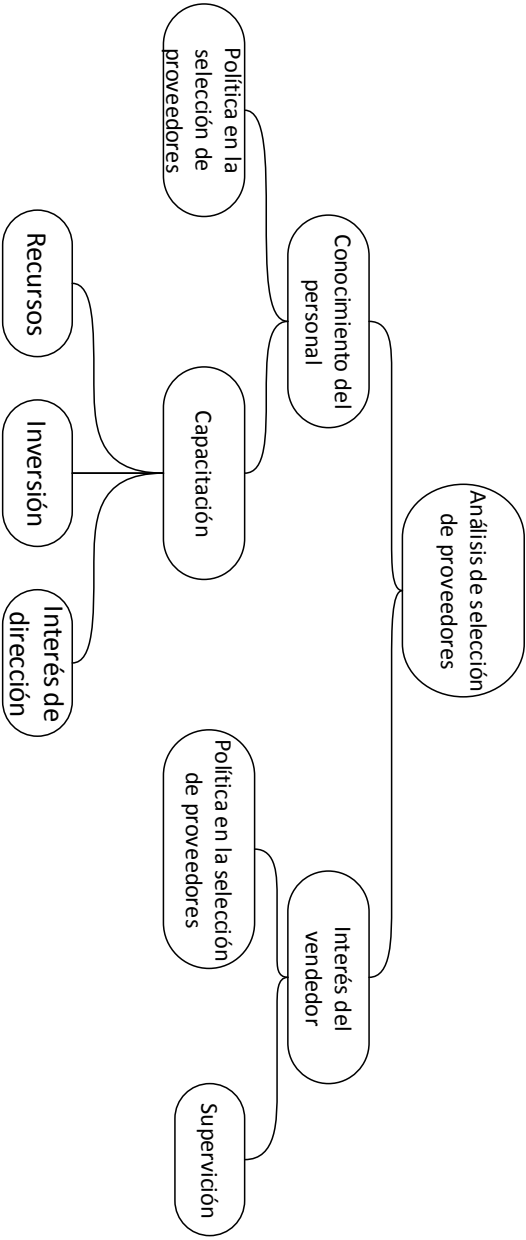 Análisis de selección
de proveedores
Conocimiento del
personal
Interés del
vendedor
Política en la
selección de
proveedores
Capacitación
Política en la selección
de proveedores
Supervición
Recursos
Inversión
Interés de
dirección